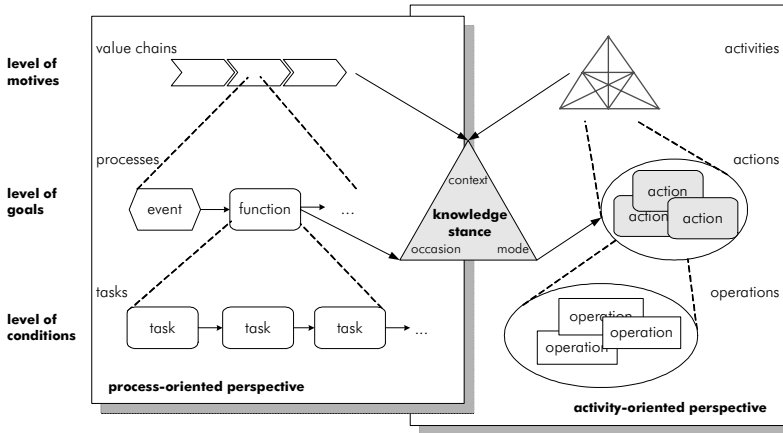 value chains
activities
level of
motives
processes
actions
level of
goals
event
function
...
context
knowledge
stance
occasion
mode
action
action
action
tasks
operations
level of
conditions
task
task
task
...
operation
operation
operation
process-oriented perspective
activity-oriented perspective